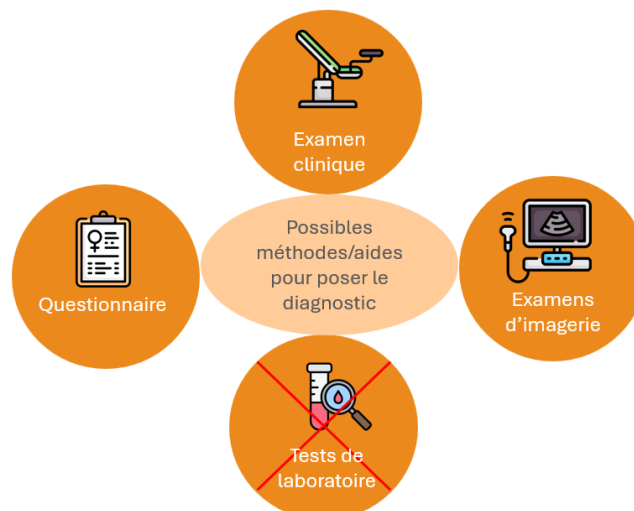 Examen
clinique
Possibles
méthodes/aides
pour poser le
diagnostic
Questionnaire
Examens
d'imagerie
Tests de
laboratoire